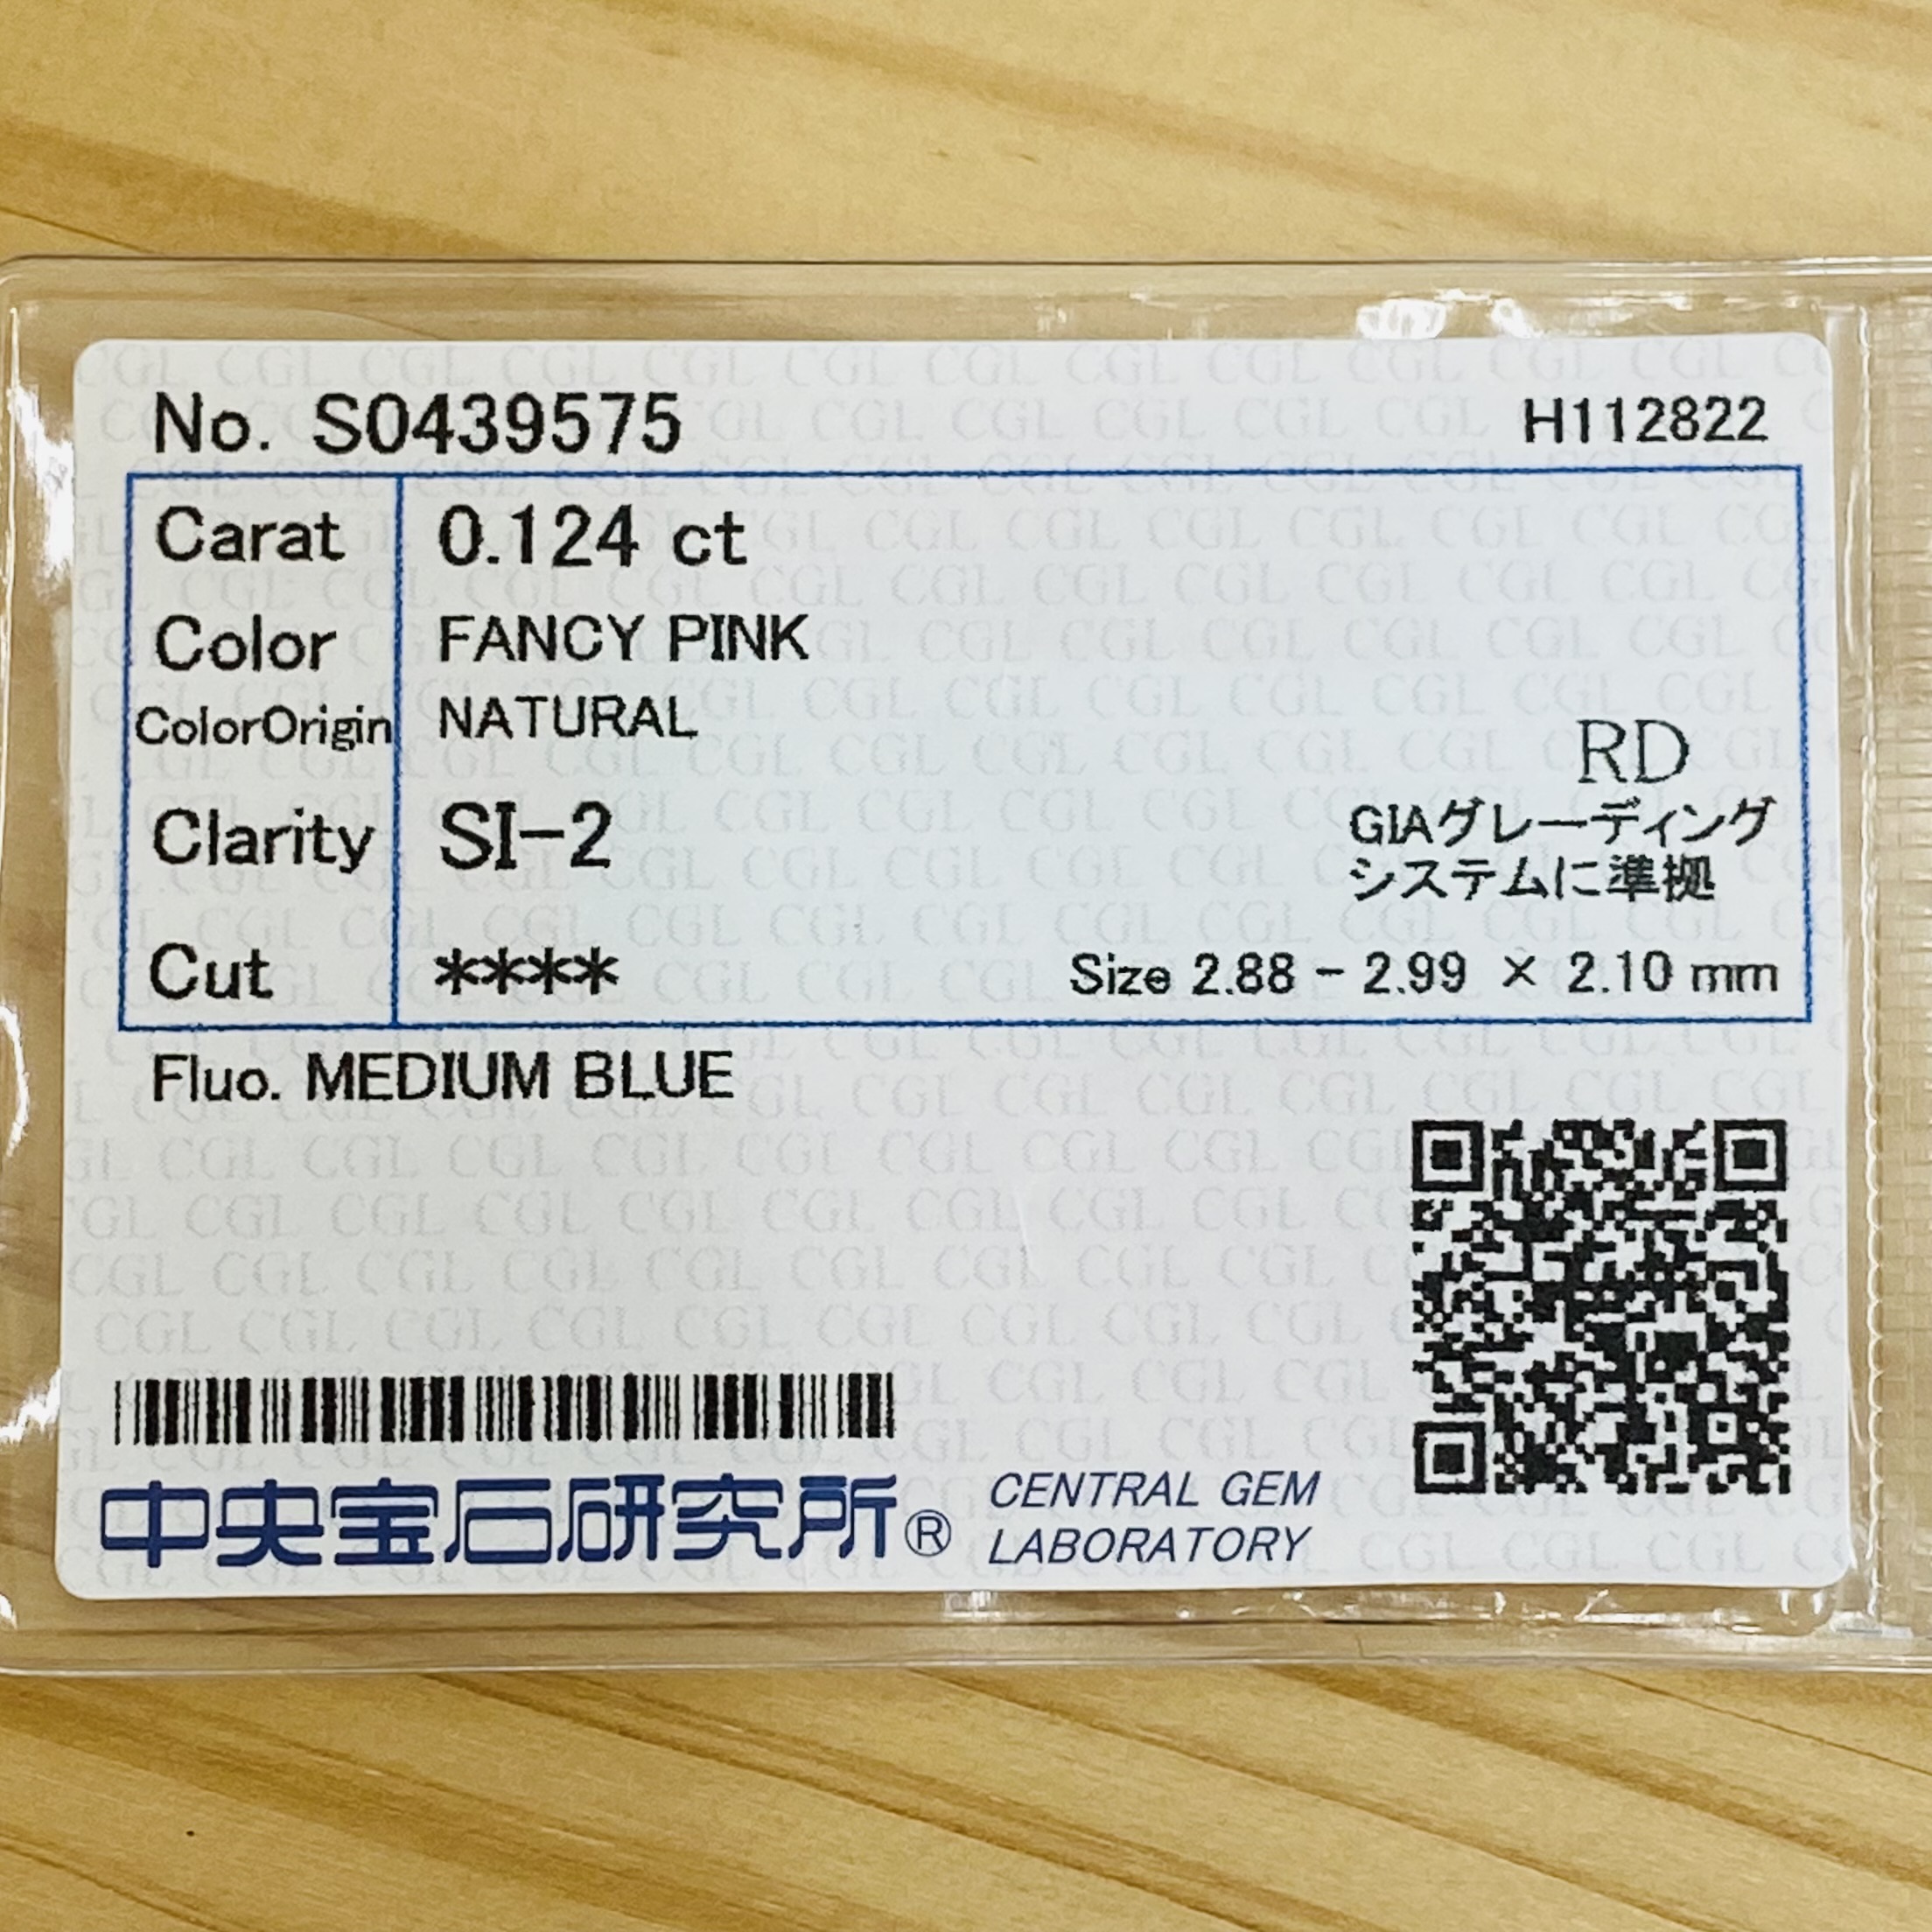 No. S0439575 H112822
Carat 0.124 ct
Color FANCY PINK
ColorOrigin NATURAL
RD
Clarity SI-2
GIAグレーディング
システムに準拠
Cut **** Size 2.88 - 2.99 × 2.10 mm
Fluo. MEDIUM BLUE
中央宝石研究所® CENTRAL GEM
LABORATORY